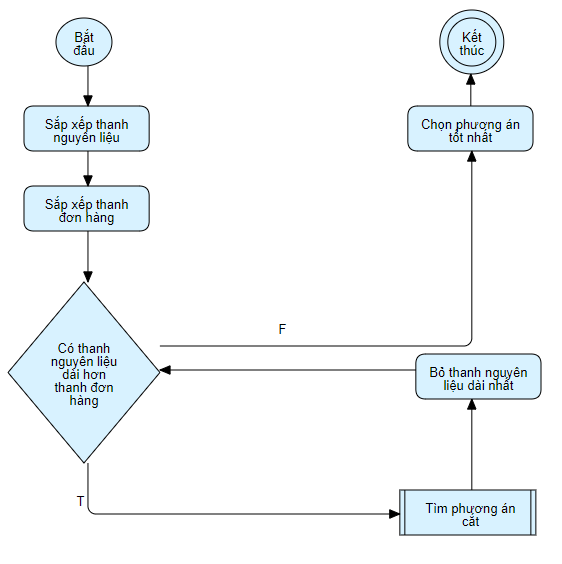 Bắt
đầu
Kết
thúc
Sắp xếp thanh
nguyên liệu
Chọn phương án
tốt nhất
Sắp xếp thanh
đơn hàng
F
Có thanh
nguyên liệu
dài hơn
thanh đơn
hàng
Bỏ thanh nguyên
liệu dài nhất
T
Tìm phương án
cắt